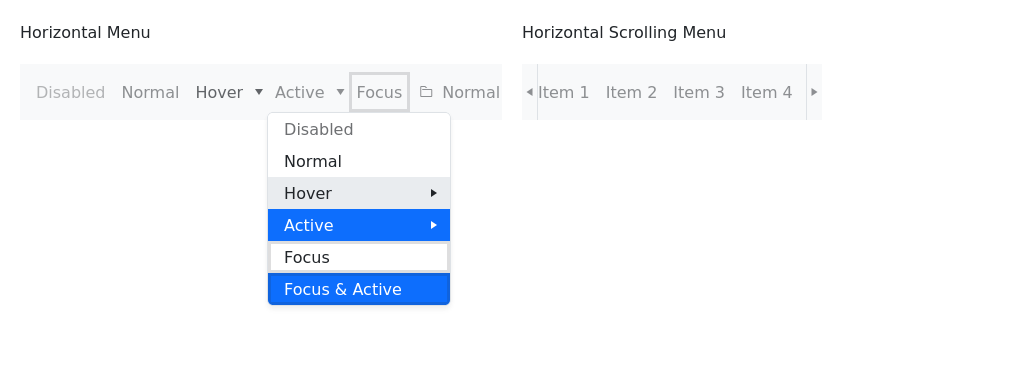 Horizontal Menu
Disabled Normal Hover Active Focus Normal
Disabled
Normal
Hover
Active
Focus
Focus & Active
Horizontal Scrolling Menu
Item 1 Item 2 Item 3 Item 4